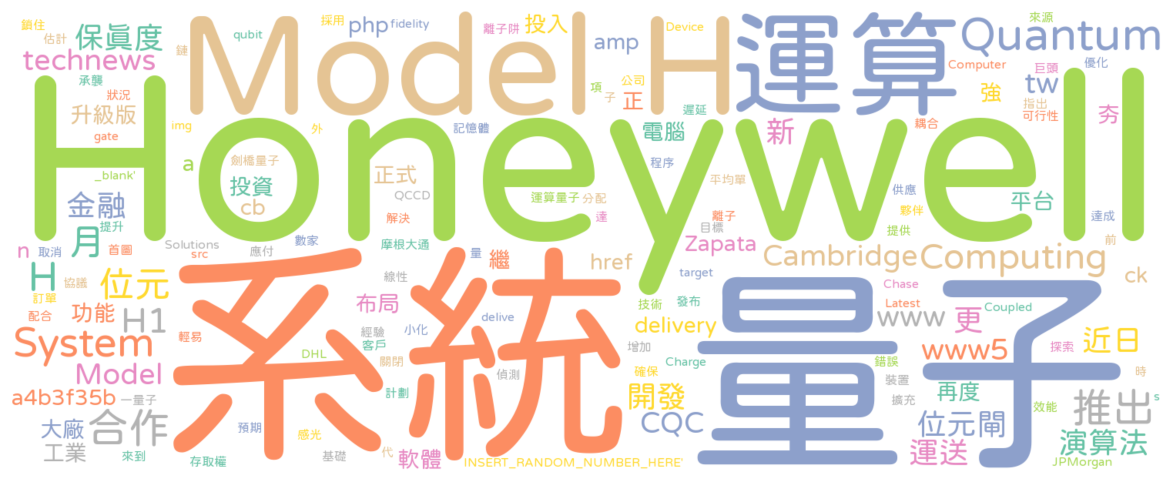 鎖住
估計
保真度
technews
承襲
狀況
升級版
gate
鏈
qubit
採用
php
fidelity
離子阱
投入
amp
Device
Model H
運算
Quantum
來源
Computer
巨頭
優化
tw
項
子
公司
正
強
指出
可行性
夯
img
外
記憶體
電腦
遲延
新
耦合
Honeywell
_blank'
a
劍橋量子
投資
cb
正式
QCCD
解決
運算量子
分配
達
程序
平均單
離子
目標
供應
夥伴
提供
平台
達成
前
金融
提升
月
n
取消
首圖
Solutions
src
應付
數家
摩根大通
量
繼
href
Zapata
target
Cambridge
Computing
ck
H
協議
訂單
配合
位元
功能
H1
輕易
系統
線性
布局
經驗
客戶
小化
delive
技術
發布
delivery
Charge
增加
量子
Chase
Latest
www
Coupled
更
www5
探索
近日
System
Model
DHL
關閉
偵測
確保
錯誤
裝置
擴充
再度
時
a4b3f35b
一量子
計劃
開發
CQC
推出
s
大廠
合作
工業
來到
預期
感光
基礎
存取權
代
軟體
INSERT_RANDOM_NUMBER_HERE'
位元閘
運送
效能
演算法
JPMorgan